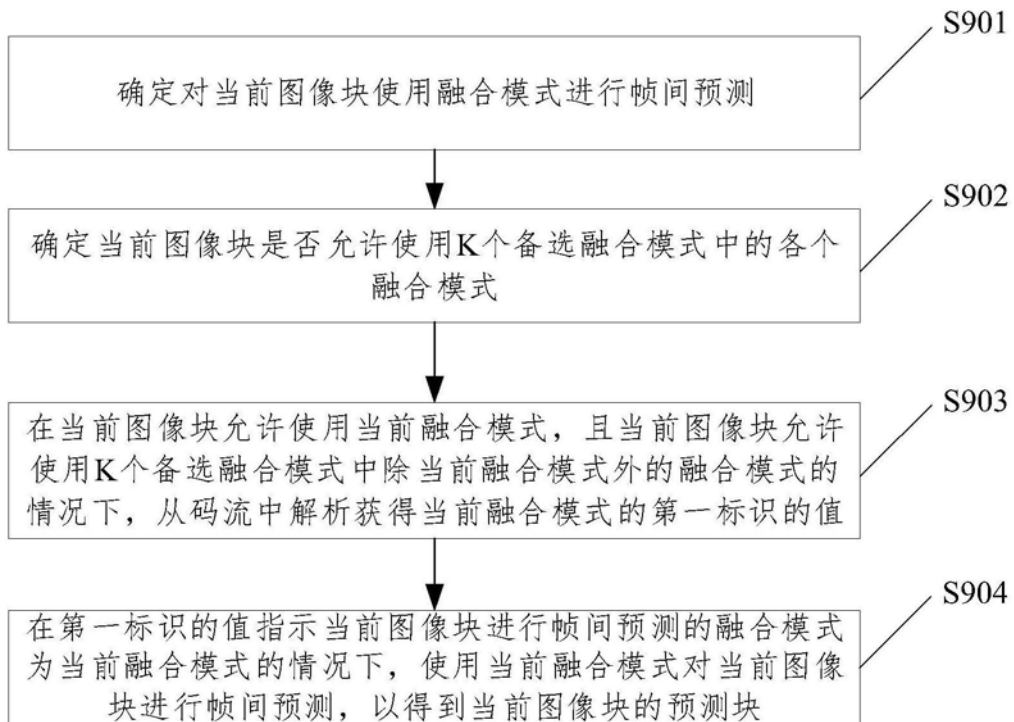 S901
确定对当前图像块使用融合模式进行帧间预测
S902
确定当前图像块是否允许使用K个备选融合模式中的各个
融合模式
S903
在当前图像块允许使用当前融合模式，且当前图像块允许
使用K个备选融合模式中除当前融合模式外的融合模式的
情况下，从码流中解析获得当前融合模式的第一标识的值
S904
在第一标识的值指示当前图像块进行帧间预测的融合模式
为当前融合模式的情况下，使用当前融合模式对当前图像
块进行帧间预测，以得到当前图像块的预测块